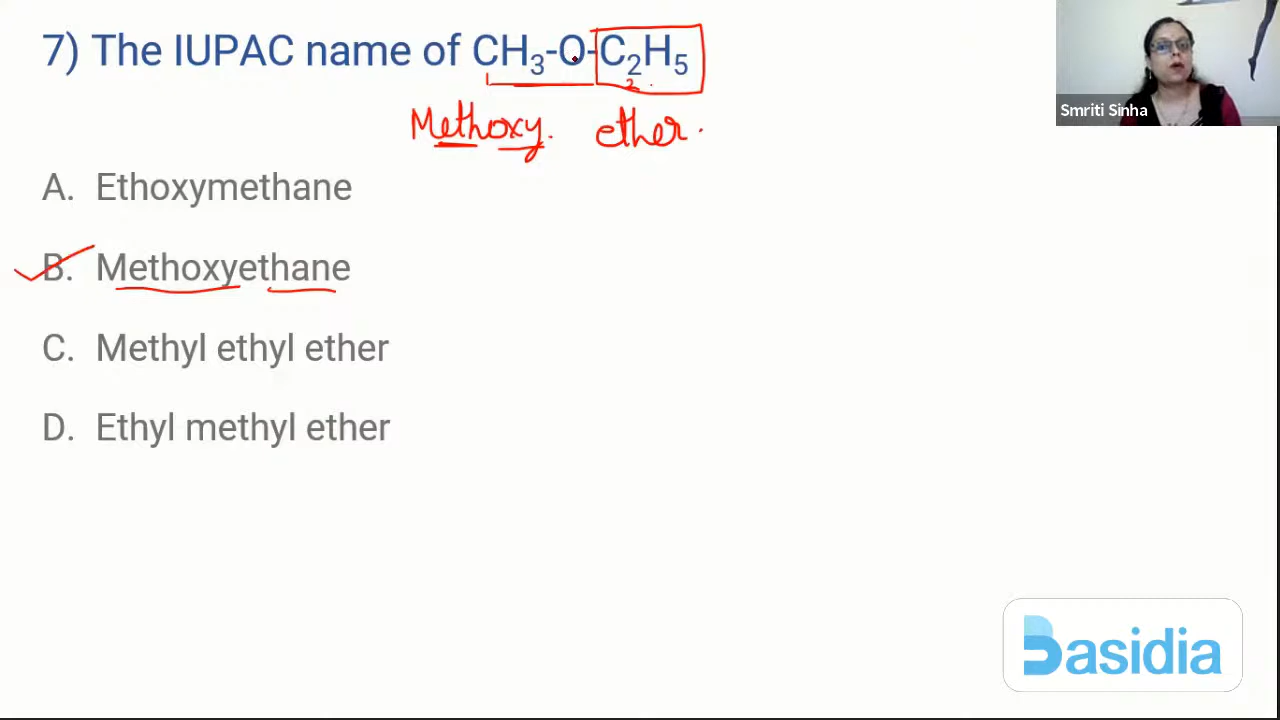 7) The IUPAC name of CH3-O-C2H5
Smriti Sinha
2
Methoxy. ether.
A. Ethoxymethane
B. Methoxyethane
C. Methyl ethyl ether
D. Ethyl methyl ether
Basidia